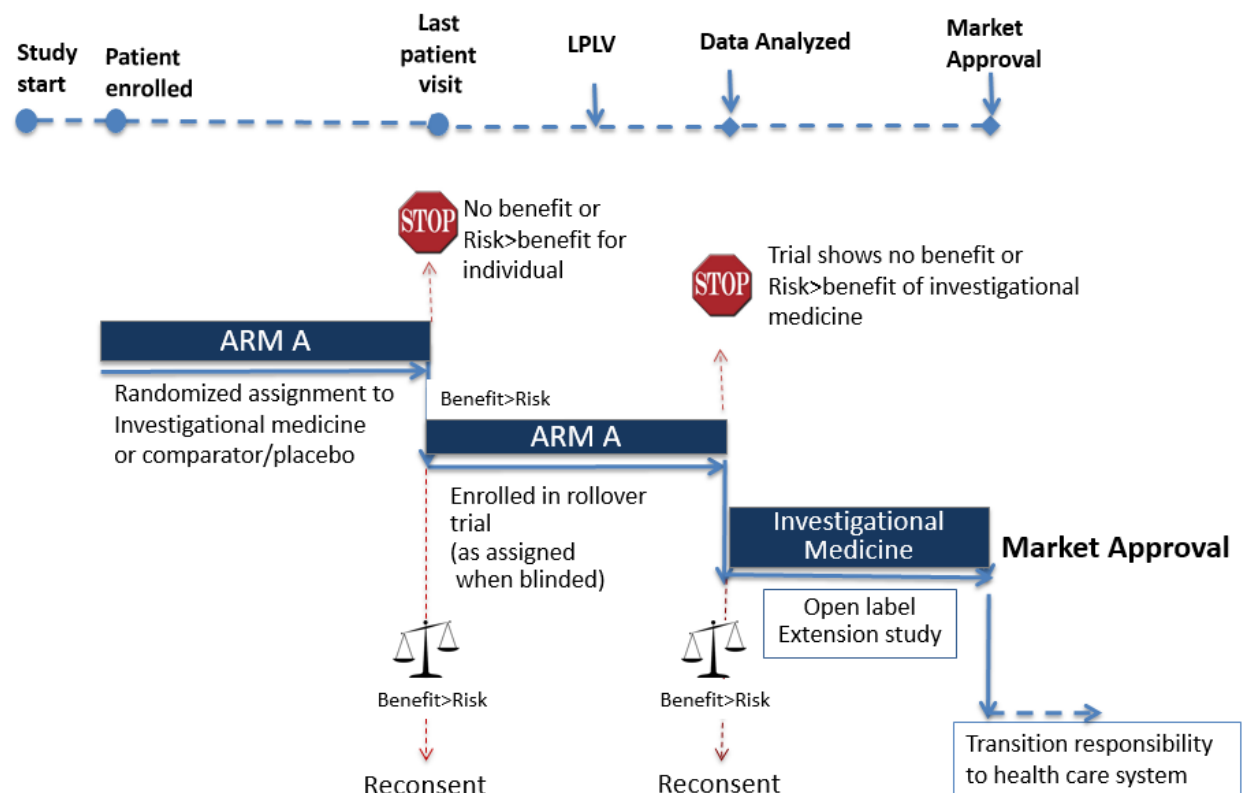 Study
start
Patient
enrolled
Last
patient
visit
LPLV
Data Analyzed
Market
Approval
STOP
No benefit or
Risk>benefit for
individual
STOP
Trial shows no benefit or
Risk>benefit of investigational
medicine
ARM A
Randomized assignment to
Investigational medicine
or comparator/placebo
Benefit>Risk
ARM A
Enrolled in rollover
trial
(as assigned
when blinded)
Investigational
Medicine
Market Approval
Open label
Extension study
Benefit>Risk
Benefit>Risk
Reconsent
Reconsent
Transition responsibility
to health care system